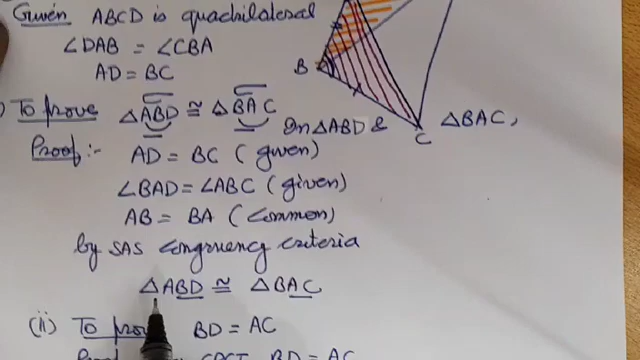 Given ABCD is quadrilateral
∠DAB = ∠CBA
AD = BC
B
C
) To prove △ABD ≅ △BAC
In △ABD & △BAC,
Proof :- AD = BC (given)
∠BAD = ∠ABC (given)
AB = BA (Common)
by SAS Congruency criteria
△ABD ≅ △BAC
(ii) To prove BD = AC
CPCT BD = AC